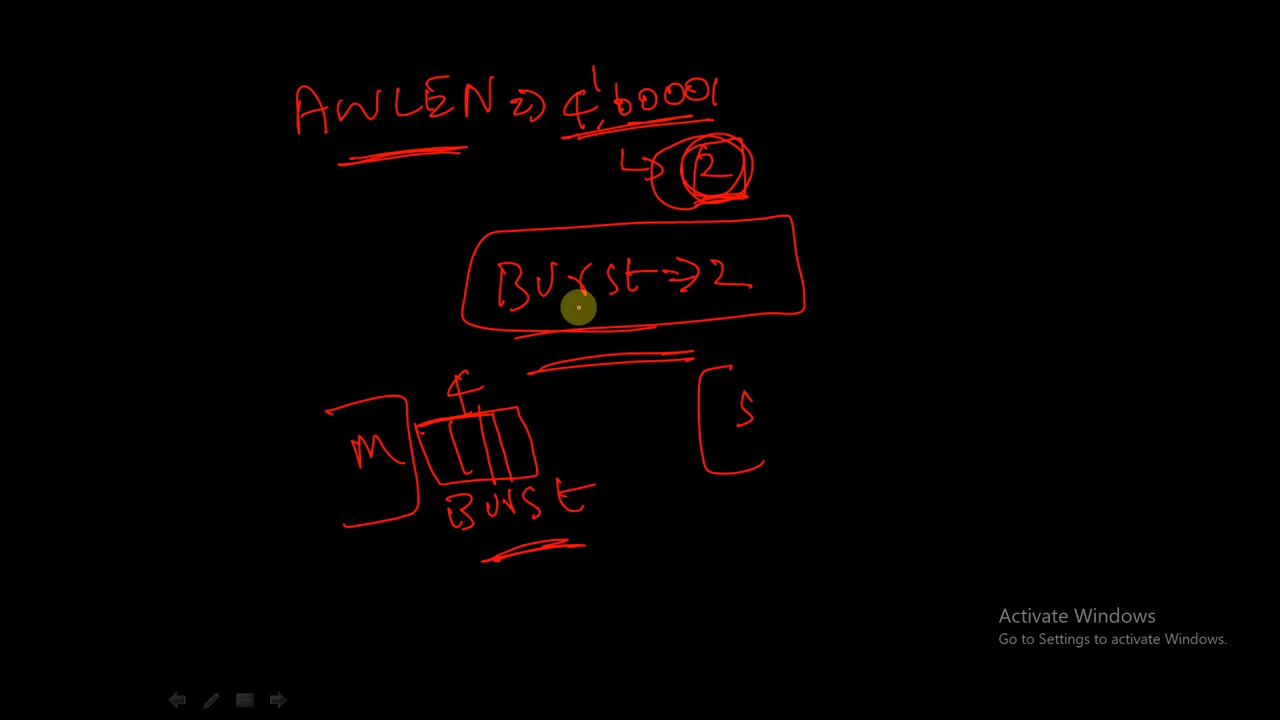 AWLEN => 4'b0001
2
Burst → 2
4
M
S
Burst
Activate Windows
Go to Settings to activate Windows.